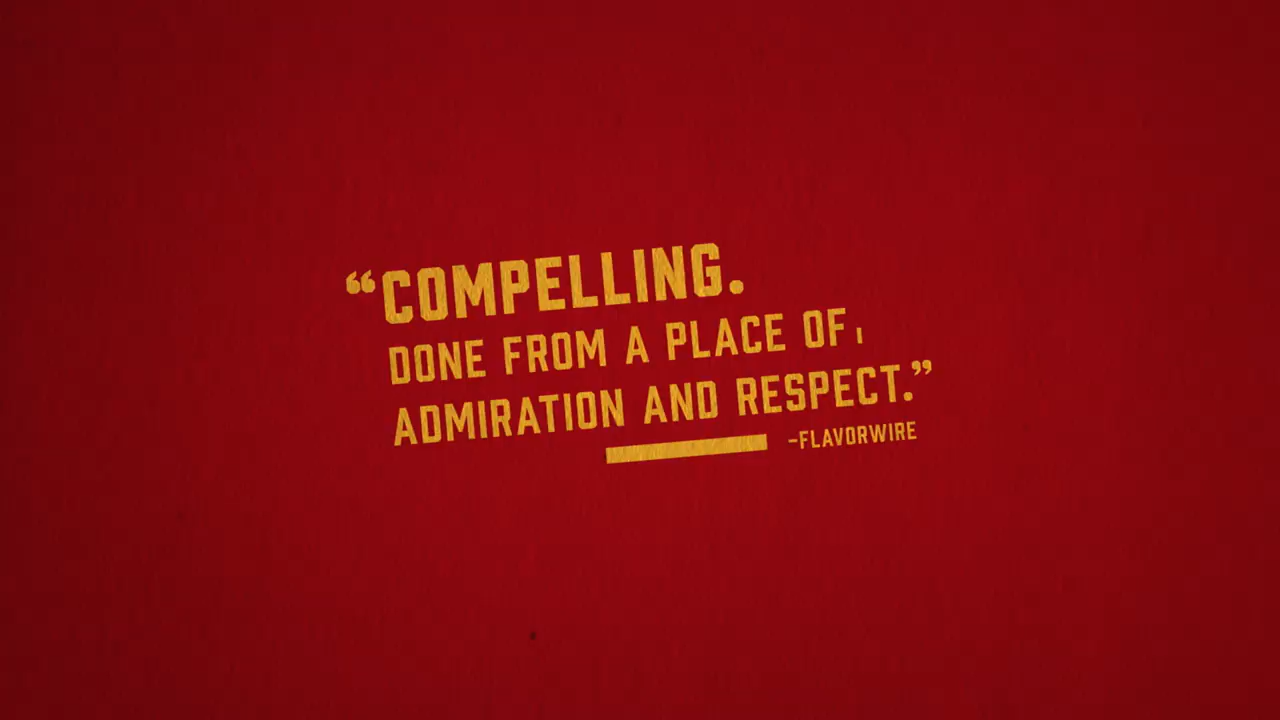 “COMPELLING.
DONE FROM A PLACE OF
ADMIRATION AND RESPECT.”
-FLAVORWIRE